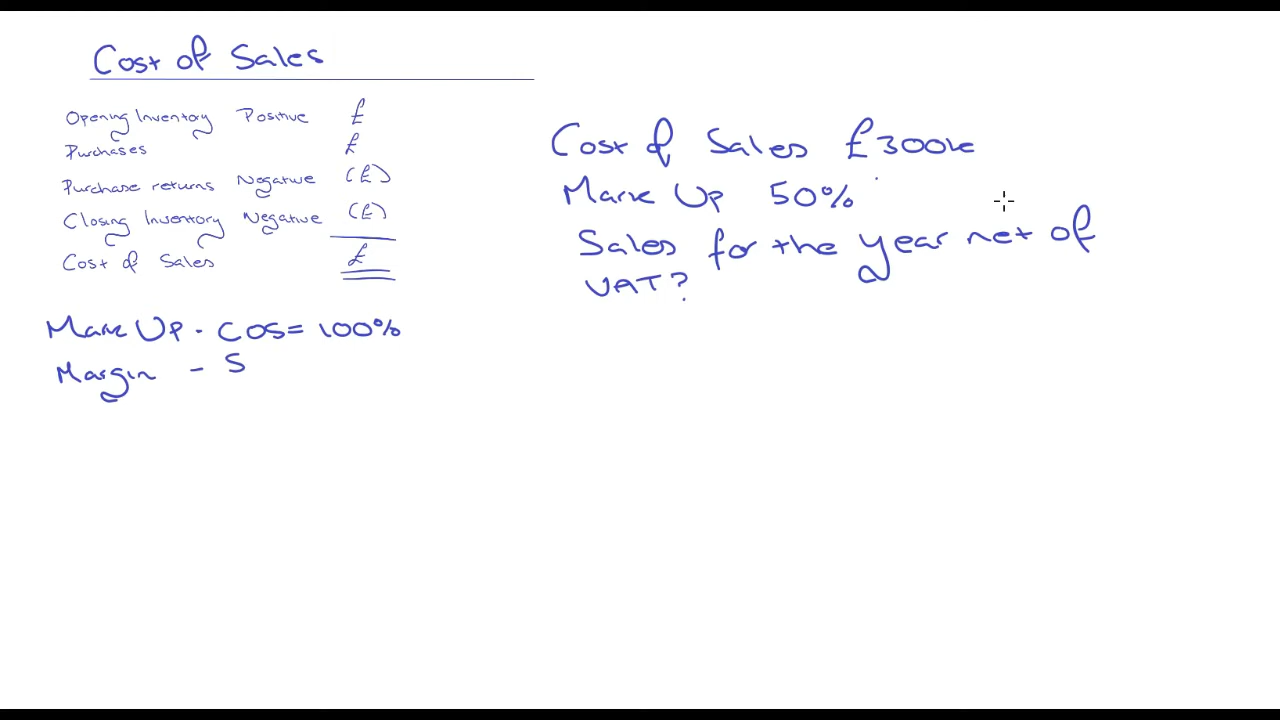 Cost of Sales
Opening Inventory Positive £
Purchases £
Purchase returns Negative (£)
Closing Inventory Negative (£)
Cost of Sales £
Mark Up - COS = 100%
Margin - S
Cost of Sales £300k
Mark Up 50%
Sales for the year net of
VAT?